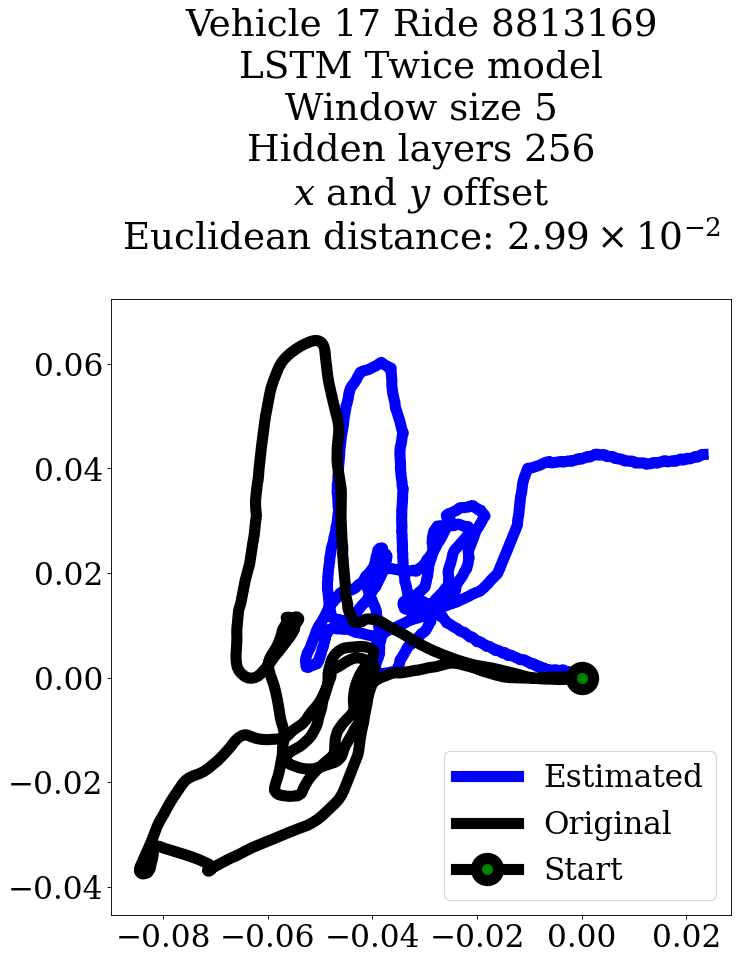 Vehicle 17 Ride 8813169
LSTM Twice model
Window size 5
Hidden layers 256
x and y offset
Euclidean distance: 2.99 × 10⁻²
0.06
0.04
0.02
0.00
−0.02
−0.04
Estimated
Original
Start
−0.08 −0.06 −0.04 −0.02 0.00 0.02